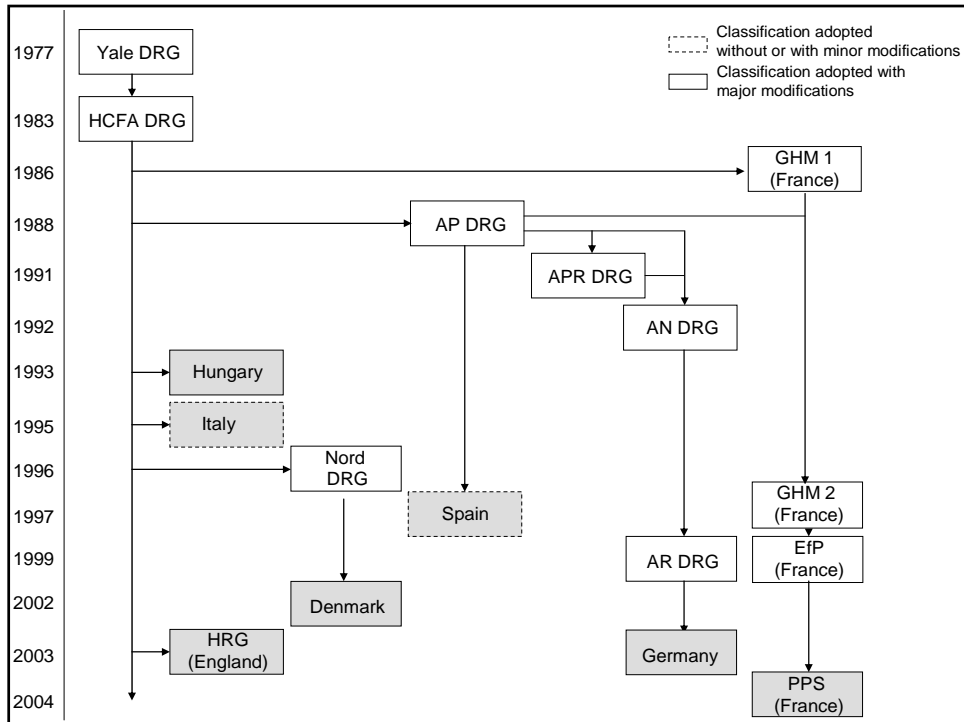 1977
Yale DRG
Classification adopted
without or with minor modifications
Classification adopted with
major modifications
1983
HCFA DRG
1986
GHM 1
(France)
1988
AP DRG
1991
APR DRG
1992
AN DRG
1993
Hungary
1995
Italy
1996
Nord
DRG
1997
Spain
GHM 2
(France)
1999
AR DRG
EfP
(France)
2002
Denmark
2003
HRG
(England)
Germany
2004
PPS
(France)